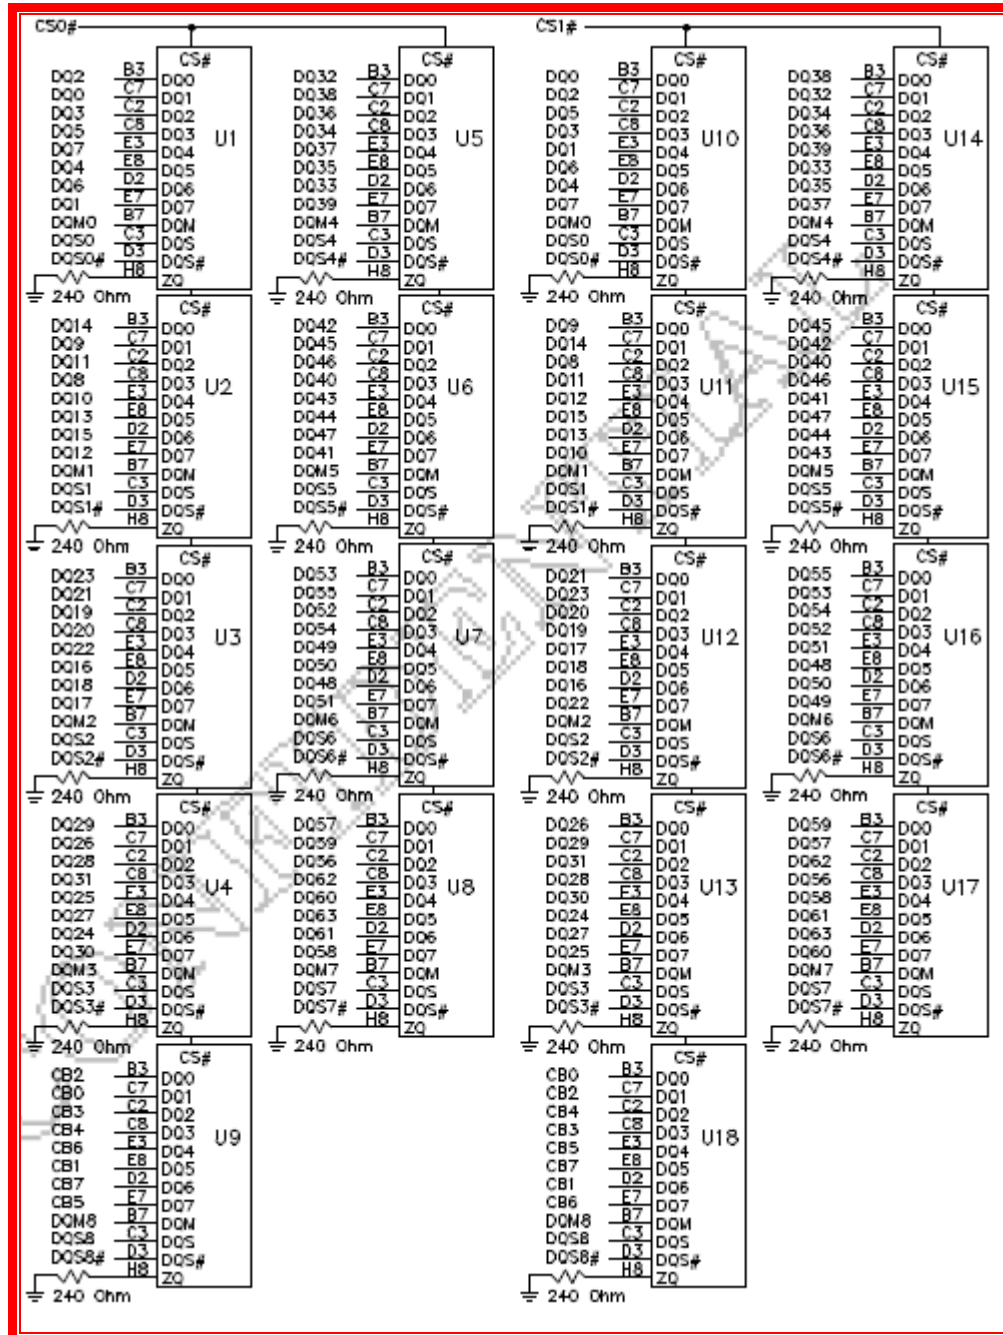 CS0#
CS#
U1
DQ2 B3 DQ0
DQ0 C7 DQ1
DQ3 C2 DQ2
DQ5 C8 DQ3
DQ7 E3 DQ4
DQ4 E8 DQ5
DQ6 D2 DQ6
DQ1 E7 DQ7
DQM0 B7 DQM
DQS0 C3 DQS
DQS0# D3 DQS#
H8 ZQ
240 Ohm
CS#
U2
DQ14 B3 DQ0
DQ9 C7 DQ1
DQ11 C2 DQ2
DQ8 C8 DQ3
DQ10 E3 DQ4
DQ13 E8 DQ5
DQ15 D2 DQ6
DQ12 E7 DQ7
DQM1 B7 DQM
DQS1 C3 DQS
DQS1# D3 DQS#
H8 ZQ
240 Ohm
CS#
U3
DQ23 B3 DQ0
DQ21 C7 DQ1
DQ19 C2 DQ2
DQ20 C8 DQ3
DQ22 E3 DQ4
DQ16 E8 DQ5
DQ18 D2 DQ6
DQ17 E7 DQ7
DQM2 B7 DQM
DQS2 C3 DQS
DQS2# D3 DQS#
H8 ZQ
240 Ohm
CS#
U4
DQ29 B3 DQ0
DQ26 C7 DQ1
DQ28 C2 DQ2
DQ31 C8 DQ3
DQ25 E3 DQ4
DQ27 E8 DQ5
DQ24 D2 DQ6
DQ30 E7 DQ7
DQM3 B7 DQM
DQS3 C3 DQS
DQS3# D3 DQS#
H8 ZQ
240 Ohm
CS#
U9
CB2 B3 DQ0
CB0 C7 DQ1
CB3 C2 DQ2
CB4 C8 DQ3
CB6 E3 DQ4
CB1 E8 DQ5
CB7 D2 DQ6
CB5 E7 DQ7
DQM8 B7 DQM
DQS8 C3 DQS
DQS8# D3 DQS#
H8 ZQ
240 Ohm
CS#
U5
DQ32 B3 DQ0
DQ38 C7 DQ1
DQ36 C2 DQ2
DQ34 C8 DQ3
DQ37 E3 DQ4
DQ35 E8 DQ5
DQ33 D2 DQ6
DQ39 E7 DQ7
DQM4 B7 DQM
DQS4 C3 DQS
DQS4# D3 DQS#
H8 ZQ
240 Ohm
CS#
U6
DQ42 B3 DQ0
DQ45 C7 DQ1
DQ46 C2 DQ2
DQ40 C8 DQ3
DQ43 E3 DQ4
DQ44 E8 DQ5
DQ47 D2 DQ6
DQ41 E7 DQ7
DQM5 B7 DQM
DQS5 C3 DQS
DQS5# D3 DQS#
H8 ZQ
240 Ohm
CS#
U7
DQ53 B3 DQ0
DQ55 C7 DQ1
DQ52 C2 DQ2
DQ54 C8 DQ3
DQ49 E3 DQ4
DQ50 E8 DQ5
DQ48 D2 DQ6
DQ51 E7 DQ7
DQM6 B7 DQM
DQS6 C3 DQS
DQS6# D3 DQS#
H8 ZQ
240 Ohm
CS#
U8
DQ57 B3 DQ0
DQ59 C7 DQ1
DQ56 C2 DQ2
DQ62 C8 DQ3
DQ60 E3 DQ4
DQ63 E8 DQ5
DQ61 D2 DQ6
DQ58 E7 DQ7
DQM7 B7 DQM
DQS7 C3 DQS
DQS7# D3 DQS#
H8 ZQ
240 Ohm
CS1#
CS#
U10
DQ0 B3 DQ0
DQ2 C7 DQ1
DQ5 C2 DQ2
DQ3 C8 DQ3
DQ1 E3 DQ4
DQ6 E8 DQ5
DQ4 D2 DQ6
DQ7 E7 DQ7
DQM0 B7 DQM
DQS0 C3 DQS
DQS0# D3 DQS#
H8 ZQ
240 Ohm
CS#
U11
DQ9 B3 DQ0
DQ14 C7 DQ1
DQ8 C2 DQ2
DQ11 C8 DQ3
DQ12 E3 DQ4
DQ15 E8 DQ5
DQ13 D2 DQ6
DQ10 E7 DQ7
DQM1 B7 DQM
DQS1 C3 DQS
DQS1# D3 DQS#
H8 ZQ
240 Ohm
CS#
U12
DQ21 B3 DQ0
DQ23 C7 DQ1
DQ20 C2 DQ2
DQ19 C8 DQ3
DQ17 E3 DQ4
DQ18 E8 DQ5
DQ16 D2 DQ6
DQ22 E7 DQ7
DQM2 B7 DQM
DQS2 C3 DQS
DQS2# D3 DQS#
H8 ZQ
240 Ohm
CS#
U13
DQ26 B3 DQ0
DQ29 C7 DQ1
DQ31 C2 DQ2
DQ28 C8 DQ3
DQ30 E3 DQ4
DQ24 E8 DQ5
DQ27 D2 DQ6
DQ25 E7 DQ7
DQM3 B7 DQM
DQS3 C3 DQS
DQS3# D3 DQS#
H8 ZQ
240 Ohm
CS#
U18
CB0 B3 DQ0
CB2 C7 DQ1
CB4 C2 DQ2
CB3 C8 DQ3
CB5 E3 DQ4
CB7 E8 DQ5
CB1 D2 DQ6
CB6 E7 DQ7
DQM8 B7 DQM
DQS8 C3 DQS
DQS8# D3 DQS#
H8 ZQ
240 Ohm
CS#
U14
DQ38 B3 DQ0
DQ32 C7 DQ1
DQ34 C2 DQ2
DQ36 C8 DQ3
DQ39 E3 DQ4
DQ33 E8 DQ5
DQ35 D2 DQ6
DQ37 E7 DQ7
DQM4 B7 DQM
DQS4 C3 DQS
DQS4# D3 DQS#
H8 ZQ
240 Ohm
CS#
U15
DQ45 B3 DQ0
DQ42 C7 DQ1
DQ40 C2 DQ2
DQ46 C8 DQ3
DQ41 E3 DQ4
DQ47 E8 DQ5
DQ44 D2 DQ6
DQ43 E7 DQ7
DQM5 B7 DQM
DQS5 C3 DQS
DQS5# D3 DQS#
H8 ZQ
240 Ohm
CS#
U16
DQ55 B3 DQ0
DQ53 C7 DQ1
DQ54 C2 DQ2
DQ52 C8 DQ3
DQ51 E3 DQ4
DQ48 E8 DQ5
DQ50 D2 DQ6
DQ49 E7 DQ7
DQM6 B7 DQM
DQS6 C3 DQS
DQS6# D3 DQS#
H8 ZQ
240 Ohm
CS#
U17
DQ59 B3 DQ0
DQ57 C7 DQ1
DQ62 C2 DQ2
DQ56 C8 DQ3
DQ58 E3 DQ4
DQ61 E8 DQ5
DQ63 D2 DQ6
DQ60 E7 DQ7
DQM7 B7 DQM
DQS7 C3 DQS
DQS7# D3 DQS#
H8 ZQ
240 Ohm